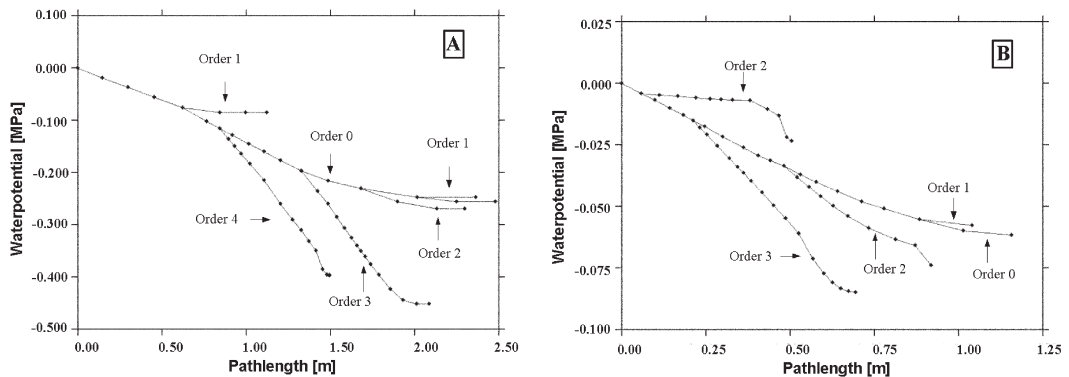 0.100
0.000
-0.100
-0.200
-0.300
-0.400
-0.500
Waterpotential [MPa]
A
Order 1
Order 0
Order 1
Order 4
Order 2
Order 3
0.00 0.50 1.00 1.50 2.00 2.50
Pathlength [m]
0.025
0.000
-0.025
-0.050
-0.075
-0.100
Waterpotential [MPa]
B
Order 2
Order 1
Order 3
Order 2
Order 0
0.00 0.25 0.50 0.75 1.00 1.25
Pathlength [m]